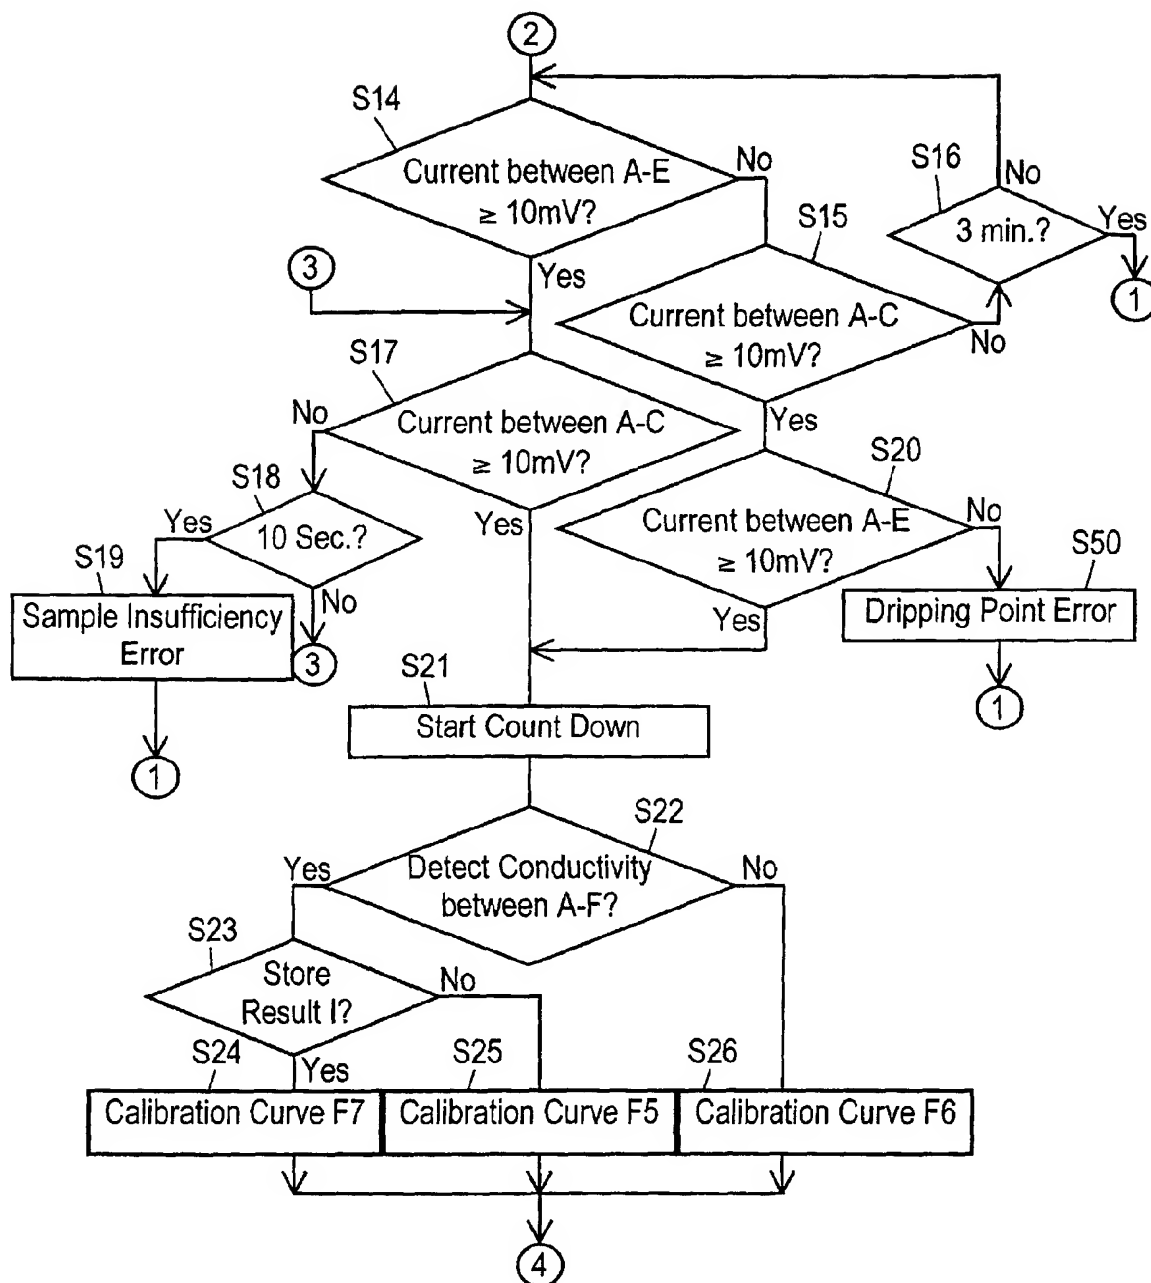 2
S14
Current between A-E
≥ 10mV?
No
Yes
S16
3 min.?
No
Yes
1
3
S15
Current between A-C
≥ 10mV?
No
Yes
S17
Current between A-C
≥ 10mV?
No
Yes
S18
10 Sec.?
Yes
No
3
S19
Sample Insufficiency
Error
1
S20
Current between A-E
≥ 10mV?
No
Yes
S50
Dripping Point Error
1
S21
Start Count Down
S22
Detect Conductivity
between A-F?
Yes
No
S23
Store
Result I?
No
Yes
S24
Calibration Curve F7
S25
Calibration Curve F5
S26
Calibration Curve F6
4